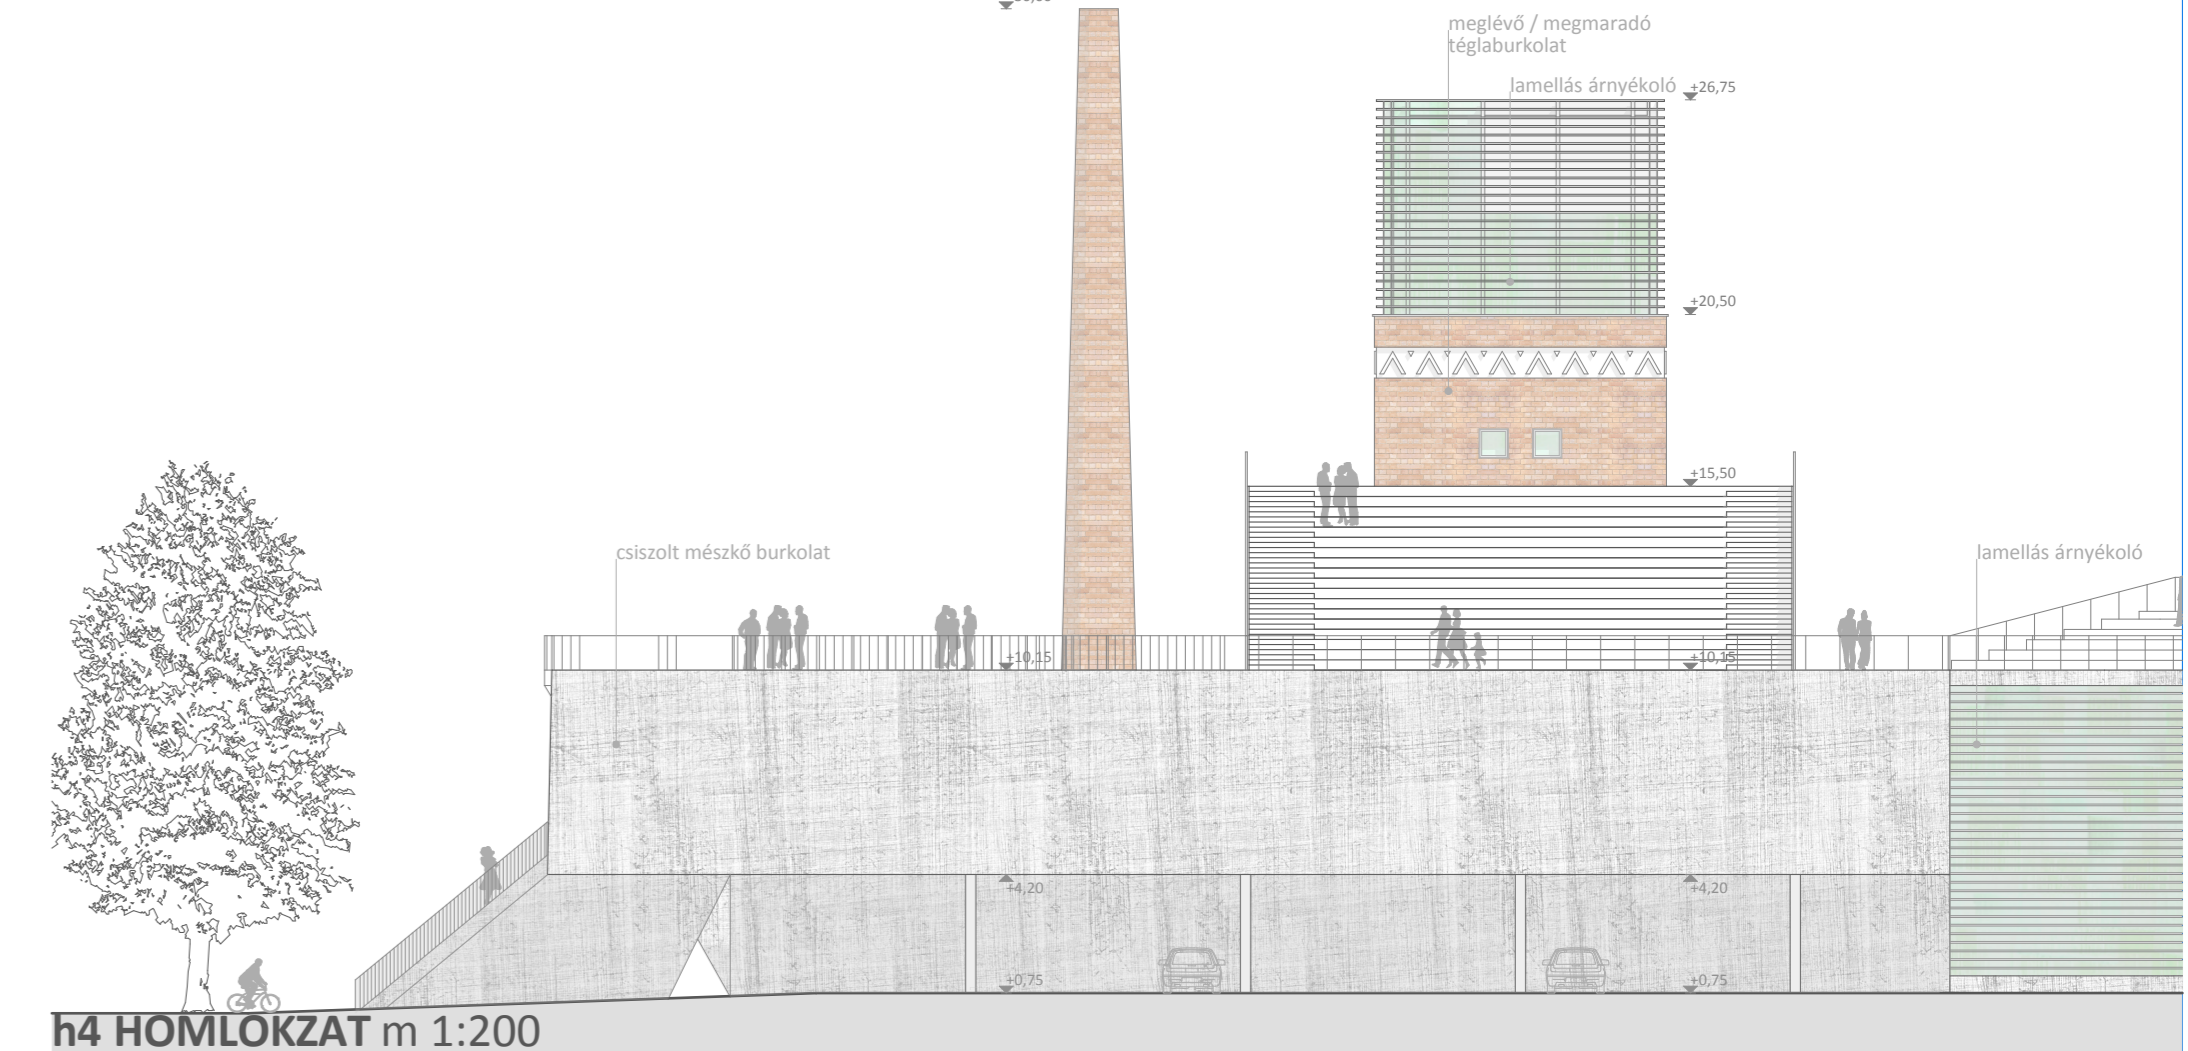 meglévő / megmaradó
téglaburkolat
lamellás árnyékoló
+26,75
+20,50
+15,50
csiszolt mészkő burkolat
lamellás árnyékoló
+10,15
+10,15
+4,20
+4,20
+0,75
+0,75
h4 HOMLOKZAT m 1:200